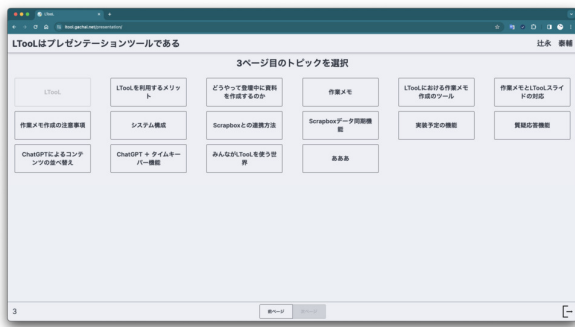 LTooL
ltool.gachal.net/presentation/
LTooLはプレゼンテーションツールである
辻永 泰輔
3ページ目のトピックを選択
LTooL
LTooLを利用するメリッ
ト
どうやって登壇中に資料
を作成するのか
作業メモ
LTooLにおける作業メモ
作成のツール
作業メモとLTooLスライ
ドの対応
作業メモ作成の注意事項
システム構成
Scrapboxとの連携方法
Scrapboxデータ同期機
能
実装予定の機能
質疑応答機能
ChatGPTによるコンテ
ンツの並べ替え
ChatGPT + タイムキー
パー機能
みんながLTooLを使う世
界
あああ
3
前ページ
次ページ